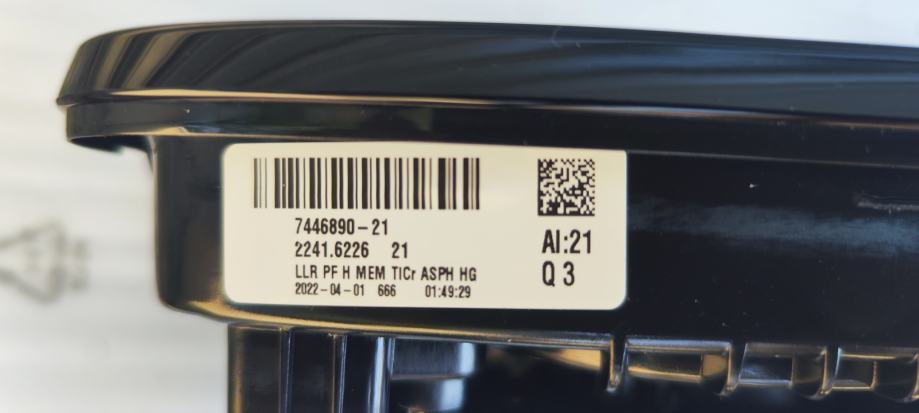 7446890-21
2241.6226 21
LLR PF H MEM TICr ASPH HG
2022-04-01 666 01:49:29
AI:21
Q 3